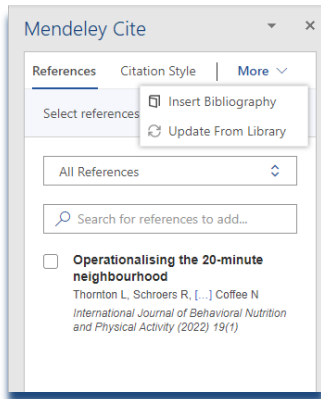 Mendeley Cite
References Citation Style More
Insert Bibliography
Select references
Update From Library
All References
Search for references to add...
Operationalising the 20-minute
neighbourhood
Thornton L, Schroers R, [...] Coffee N
International Journal of Behavioral Nutrition
and Physical Activity (2022) 19(1)